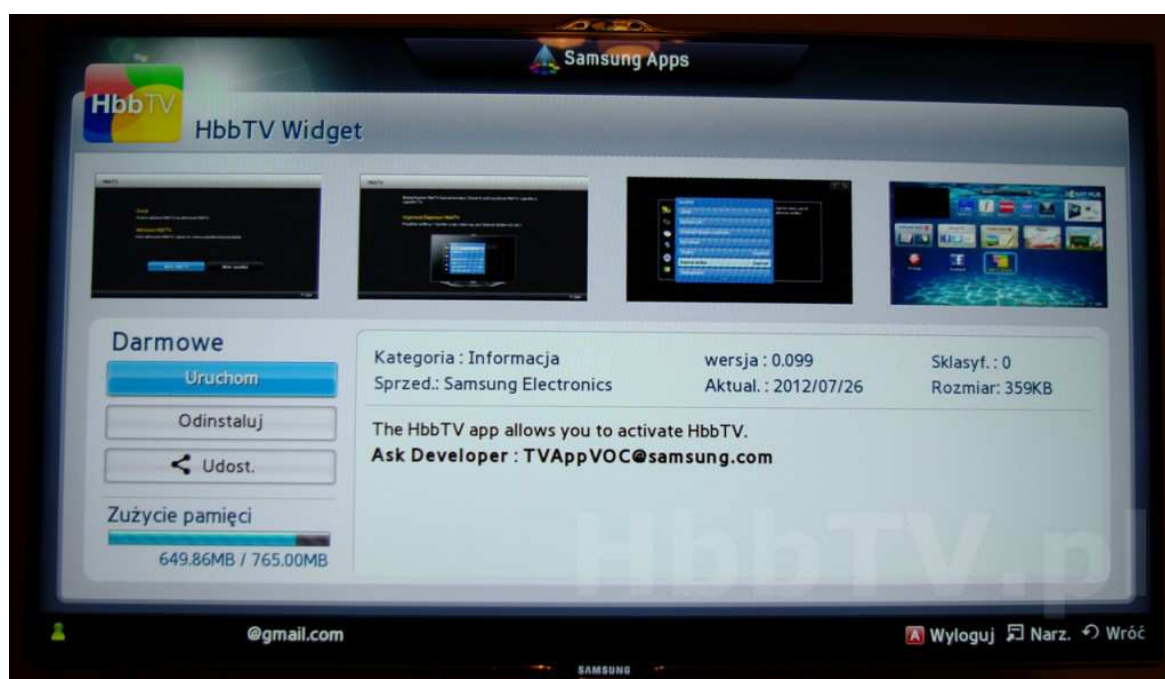 Samsung Apps
HbbTV
HbbTV Widget
Darmowe
Uruchom
Odinstaluj
Udost.
Zużycie pamięci
649.86MB / 765.00MB
Kategoria : Informacja
wersja : 0.099
Sklasyf. : 0
Sprzed.: Samsung Electronics
Aktual. : 2012/07/26
Rozmiar: 359KB
The HbbTV app allows you to activate HbbTV.
Ask Developer : TVAppVOC@samsung.com
HbbTV.pl
@gmail.com
A Wyloguj Narz. Wróć
SAMSUNG